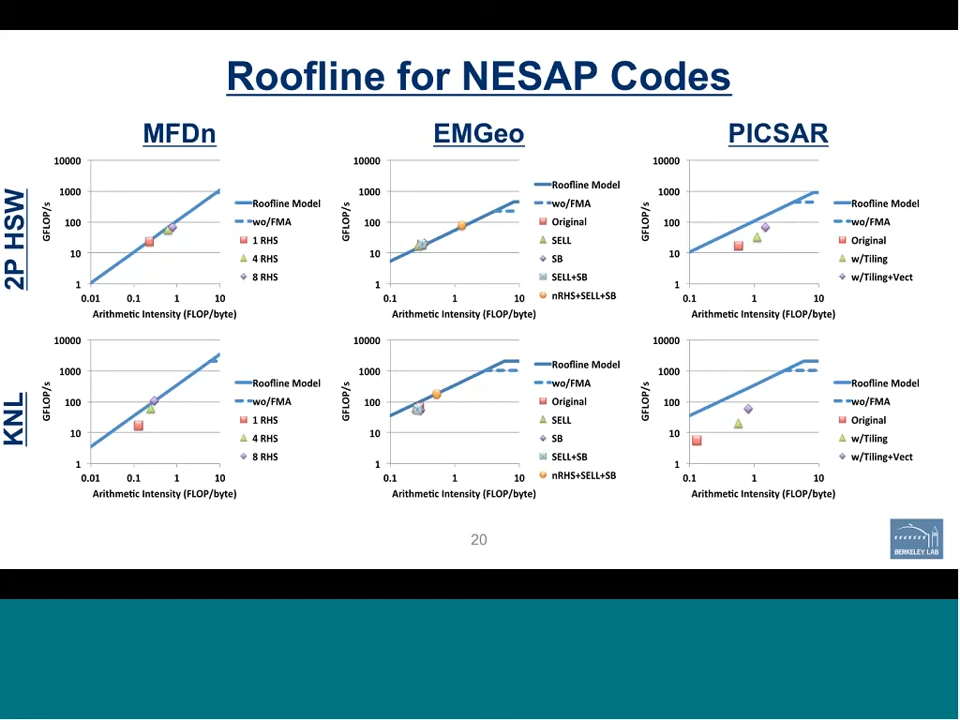 Roofline for NESAP Codes
MFDn
EMGeo
PICSAR
2P HSW
10000
1000
100
10
1
GFLOP/s
0.01 0.1 1 10
Arithmetic Intensity (FLOP/byte)
Roofline Model
wo/FMA
1 RHS
4 RHS
8 RHS
10000
1000
100
10
1
GFLOP/s
0.1 1 10
Arithmetic Intensity (FLOP/byte)
Roofline Model
wo/FMA
Original
SELL
SB
SELL+SB
nRHS+SELL+SB
10000
1000
100
10
1
GFLOP/s
0.1 1 10
Arithmetic Intensity (FLOP/byte)
Roofline Model
wo/FMA
Original
w/Tiling
w/Tiling+Vect
KNL
10000
1000
100
10
1
GFLOP/s
0.01 0.1 1 10
Arithmetic Intensity (FLOP/byte)
Roofline Model
wo/FMA
1 RHS
4 RHS
8 RHS
10000
1000
100
10
1
GFLOP/s
0.1 1 10
Arithmetic Intensity (FLOP/byte)
Roofline Model
wo/FMA
Original
SELL
SB
SELL+SB
nRHS+SELL+SB
10000
1000
100
10
1
GFLOP/s
0.1 1 10
Arithmetic Intensity (FLOP/byte)
Roofline Model
wo/FMA
Original
w/Tiling
w/Tiling+Vect
20
BERKELEY LAB